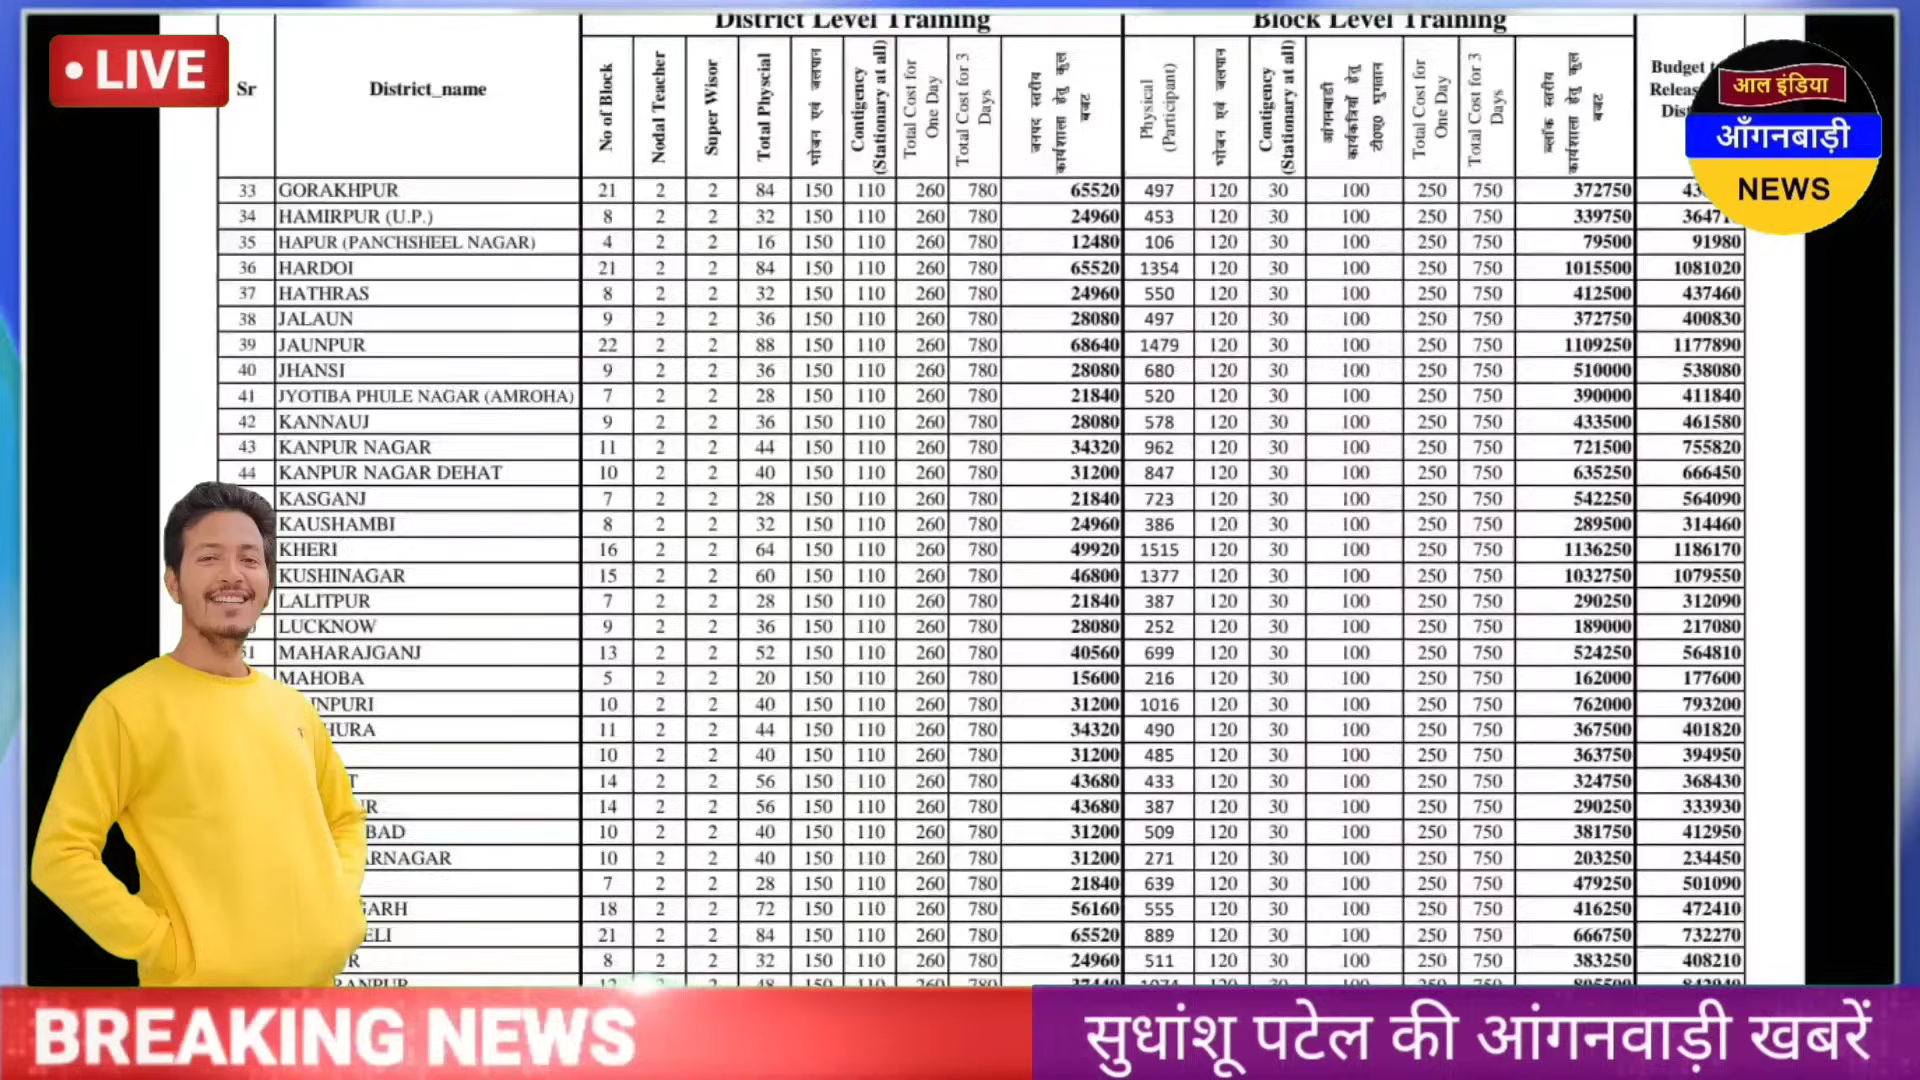 District Level Training Block Level Training
• LIVE
Sr District_name No of Block Nodal Teacher Super Wisor Total Physcial भोजन एवं जलपान Contigency (Stationary at all) Total Cost for One Day Total Cost for 3 Days जनपद स्तरीय कार्यशाला हेतु कुल बजट Physical (Participant) भोजन एवं जलपान Contigency (Stationary at all) आंगनबाड़ी कार्यकत्रियों हेतु टी०ए० भुगतान Total Cost for One Day Total Cost for 3 Days ब्लॉक स्तरीय कार्यशाला हेतु कुल बजट Budget
आल इंडिया
आँगनबाड़ी
NEWS
33 GORAKHPUR 21 2 2 84 150 110 260 780 65520 497 120 30 100 250 750 372750
34 HAMIRPUR (U.P.) 8 2 2 32 150 110 260 780 24960 453 120 30 100 250 750 339750
35 HAPUR (PANCHSHEEL NAGAR) 4 2 2 16 150 110 260 780 12480 106 120 30 100 250 750 79500 91980
36 HARDOI 21 2 2 84 150 110 260 780 65520 1354 120 30 100 250 750 1015500 1081020
37 HATHRAS 8 2 2 32 150 110 260 780 24960 550 120 30 100 250 750 412500 437460
38 JALAUN 9 2 2 36 150 110 260 780 28080 497 120 30 100 250 750 372750 400830
39 JAUNPUR 22 2 2 88 150 110 260 780 68640 1479 120 30 100 250 750 1109250 1177890
40 JHANSI 9 2 2 36 150 110 260 780 28080 680 120 30 100 250 750 510000 538080
41 JYOTIBA PHULE NAGAR (AMROHA) 7 2 2 28 150 110 260 780 21840 520 120 30 100 250 750 390000 411840
42 KANNAUJ 9 2 2 36 150 110 260 780 28080 578 120 30 100 250 750 433500 461580
43 KANPUR NAGAR 11 2 2 44 150 110 260 780 34320 962 120 30 100 250 750 721500 755820
44 KANPUR NAGAR DEHAT 10 2 2 40 150 110 260 780 31200 847 120 30 100 250 750 635250 666450
KASGANJ 7 2 2 28 150 110 260 780 21840 723 120 30 100 250 750 542250 564090
KAUSHAMBI 8 2 2 32 150 110 260 780 24960 386 120 30 100 250 750 289500 314460
KHERI 16 2 2 64 150 110 260 780 49920 1515 120 30 100 250 750 1136250 1186170
KUSHINAGAR 15 2 2 60 150 110 260 780 46800 1377 120 30 100 250 750 1032750 1079550
LALITPUR 7 2 2 28 150 110 260 780 21840 387 120 30 100 250 750 290250 312090
LUCKNOW 9 2 2 36 150 110 260 780 28080 252 120 30 100 250 750 189000 217080
MAHARAJGANJ 13 2 2 52 150 110 260 780 40560 699 120 30 100 250 750 524250 564810
MAHOBA 5 2 2 20 150 110 260 780 15600 216 120 30 100 250 750 162000 177600
INPURI 10 2 2 40 150 110 260 780 31200 1016 120 30 100 250 750 762000 793200
HURA 11 2 2 44 150 110 260 780 34320 490 120 30 100 250 750 367500 401820
10 2 2 40 150 110 260 780 31200 485 120 30 100 250 750 363750 394950
T 14 2 2 56 150 110 260 780 43680 433 120 30 100 250 750 324750 368430
UR 14 2 2 56 150 110 260 780 43680 387 120 30 100 250 750 290250 333930
BAD 10 2 2 40 150 110 260 780 31200 509 120 30 100 250 750 381750 412950
ARNAGAR 10 2 2 40 150 110 260 780 31200 271 120 30 100 250 750 203250 234450
7 2 2 28 150 110 260 780 21840 639 120 30 100 250 750 479250 501090
GARH 18 2 2 72 150 110 260 780 56160 555 120 30 100 250 750 416250 472410
ELI 21 2 2 84 150 110 260 780 65520 889 120 30 100 250 750 666750 732270
R 8 2 2 32 150 110 260 780 24960 511 120 30 100 250 750 383250 408210
BREAKING NEWS
सुधांशू पटेल की आंगनवाड़ी खबरें